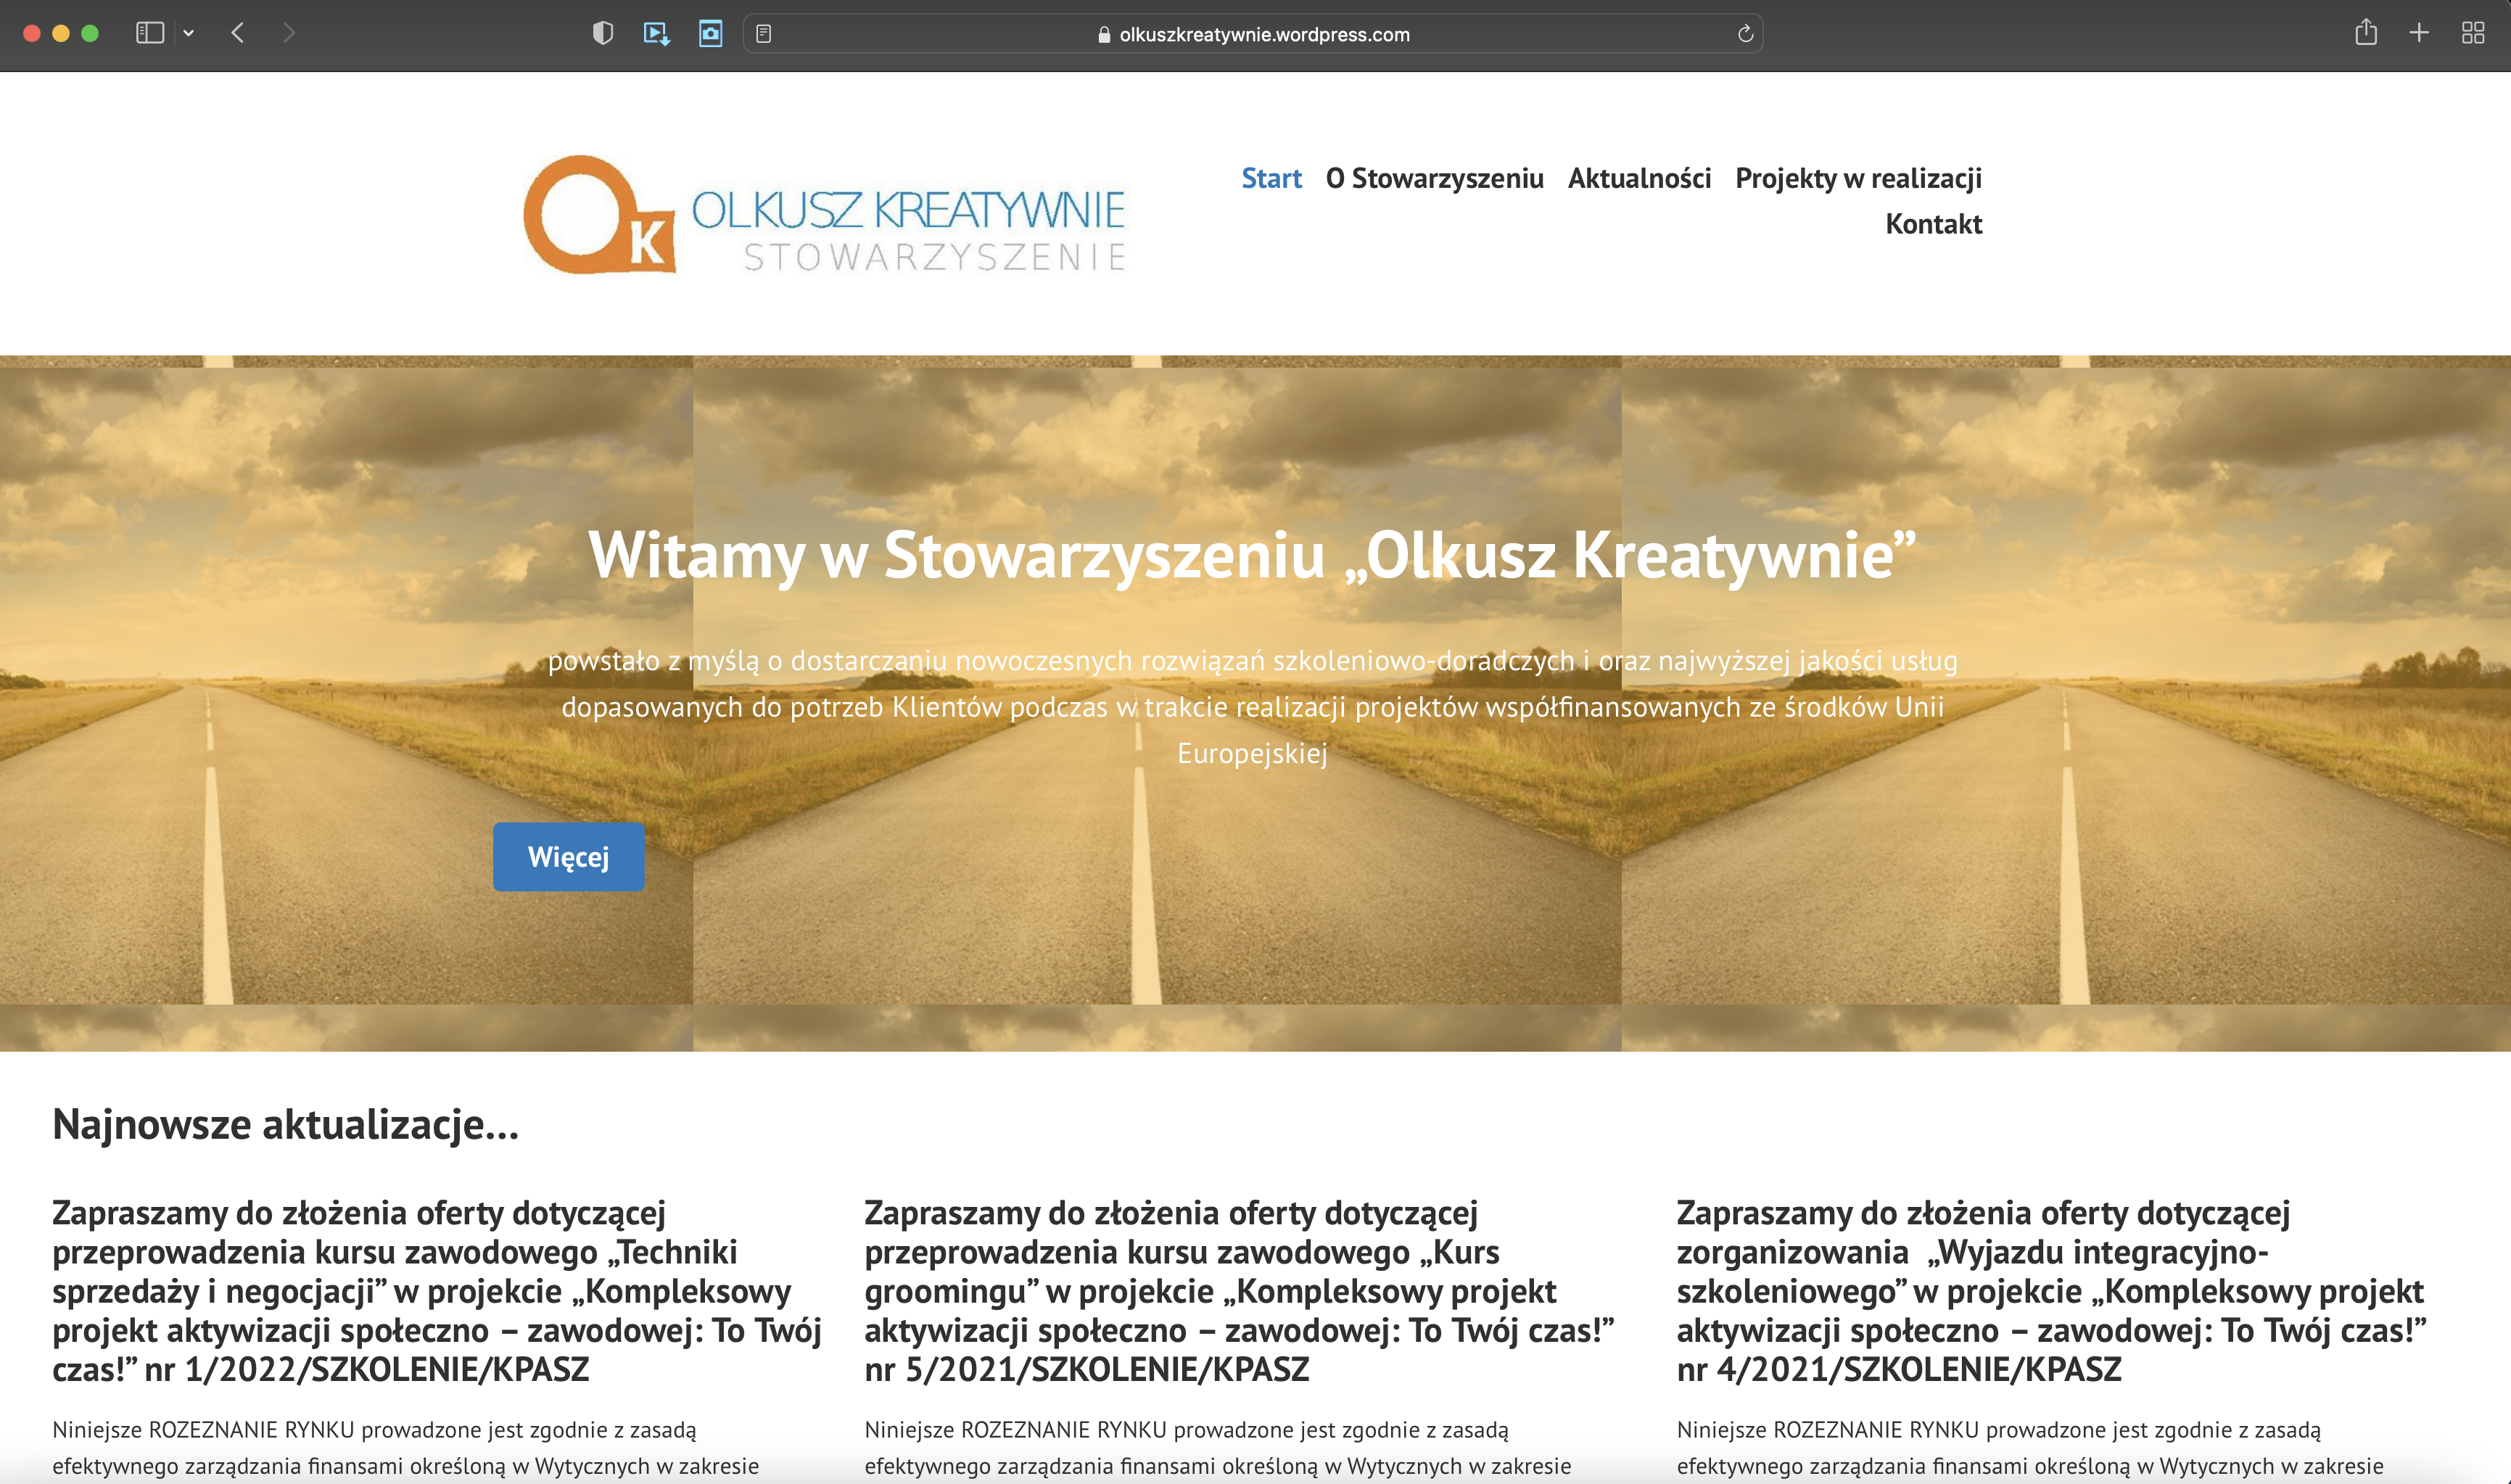 olkuszkreatywnie.wordpress.com
OK
OLKUSZ KREATYWNIE
STOWARZYSZENIE
Start O Stowarzyszeniu Aktualności Projekty w realizacji
Kontakt
Witamy w Stowarzyszeniu „Olkusz Kreatywnie”
powstało z myślą o dostarczaniu nowoczesnych rozwiązań szkoleniowo-doradczych i oraz najwyższej jakości usług
dopasowanych do potrzeb Klientów podczas w trakcie realizacji projektów współfinansowanych ze środków Unii
Europejskiej
Więcej
Najnowsze aktualizacje...
Zapraszamy do złożenia oferty dotyczącej
przeprowadzenia kursu zawodowego „Techniki
sprzedaży i negocjacji” w projekcie „Kompleksowy
projekt aktywizacji społeczno – zawodowej: To Twój
czas!” nr 1/2022/SZKOLENIE/KPASZ
Niniejsze ROZEZNANIE RYNKU prowadzone jest zgodnie z zasadą
efektywnego zarządzania finansami określoną w Wytycznych w zakresie
Zapraszamy do złożenia oferty dotyczącej
przeprowadzenia kursu zawodowego „Kurs
groomingu” w projekcie „Kompleksowy projekt
aktywizacji społeczno – zawodowej: To Twój czas!”
nr 5/2021/SZKOLENIE/KPASZ
Niniejsze ROZEZNANIE RYNKU prowadzone jest zgodnie z zasadą
efektywnego zarządzania finansami określoną w Wytycznych w zakresie
Zapraszamy do złożenia oferty dotyczącej
zorganizowania „Wyjazdu integracyjno-
szkoleniowego” w projekcie „Kompleksowy projekt
aktywizacji społeczno – zawodowej: To Twój czas!”
nr 4/2021/SZKOLENIE/KPASZ
Niniejsze ROZEZNANIE RYNKU prowadzone jest zgodnie z zasadą
efektywnego zarządzania finansami określoną w Wytycznych w zakresie